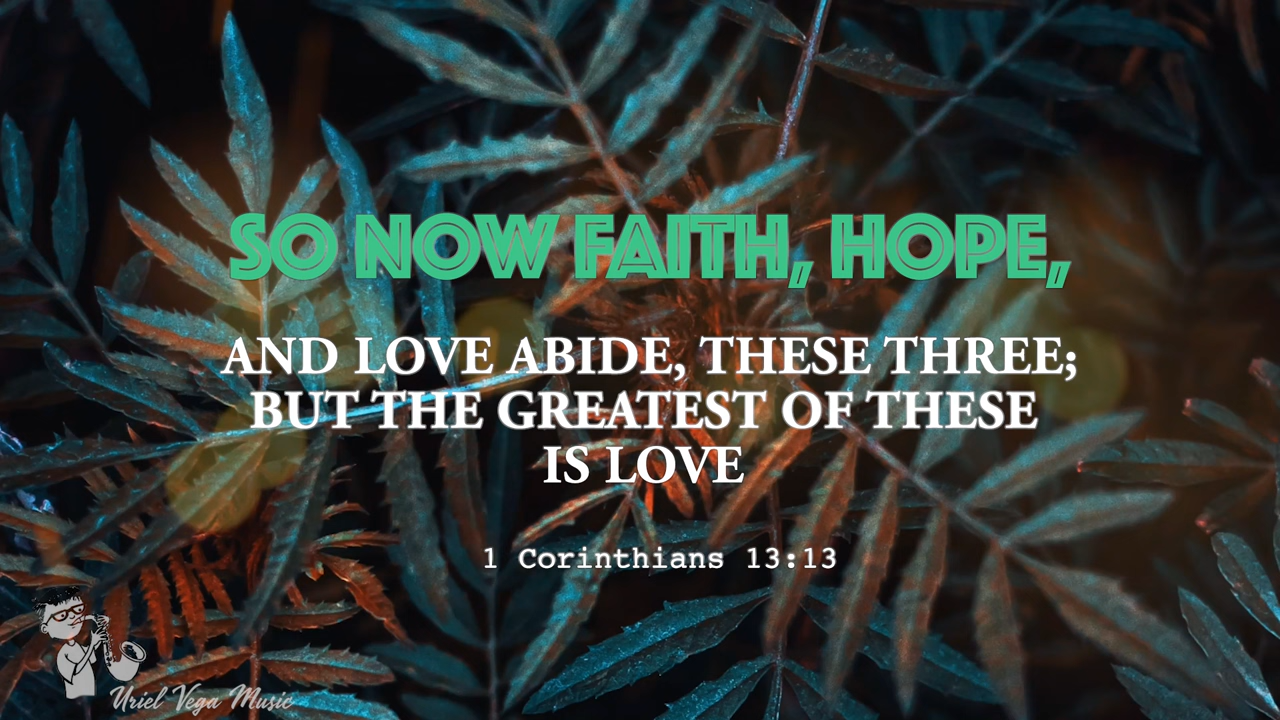 SO NOW FAITH, HOPE,
AND LOVE ABIDE, THESE THREE;
BUT THE GREATEST OF THESE
IS LOVE
1 Corinthians 13:13
Uriel Vega Music